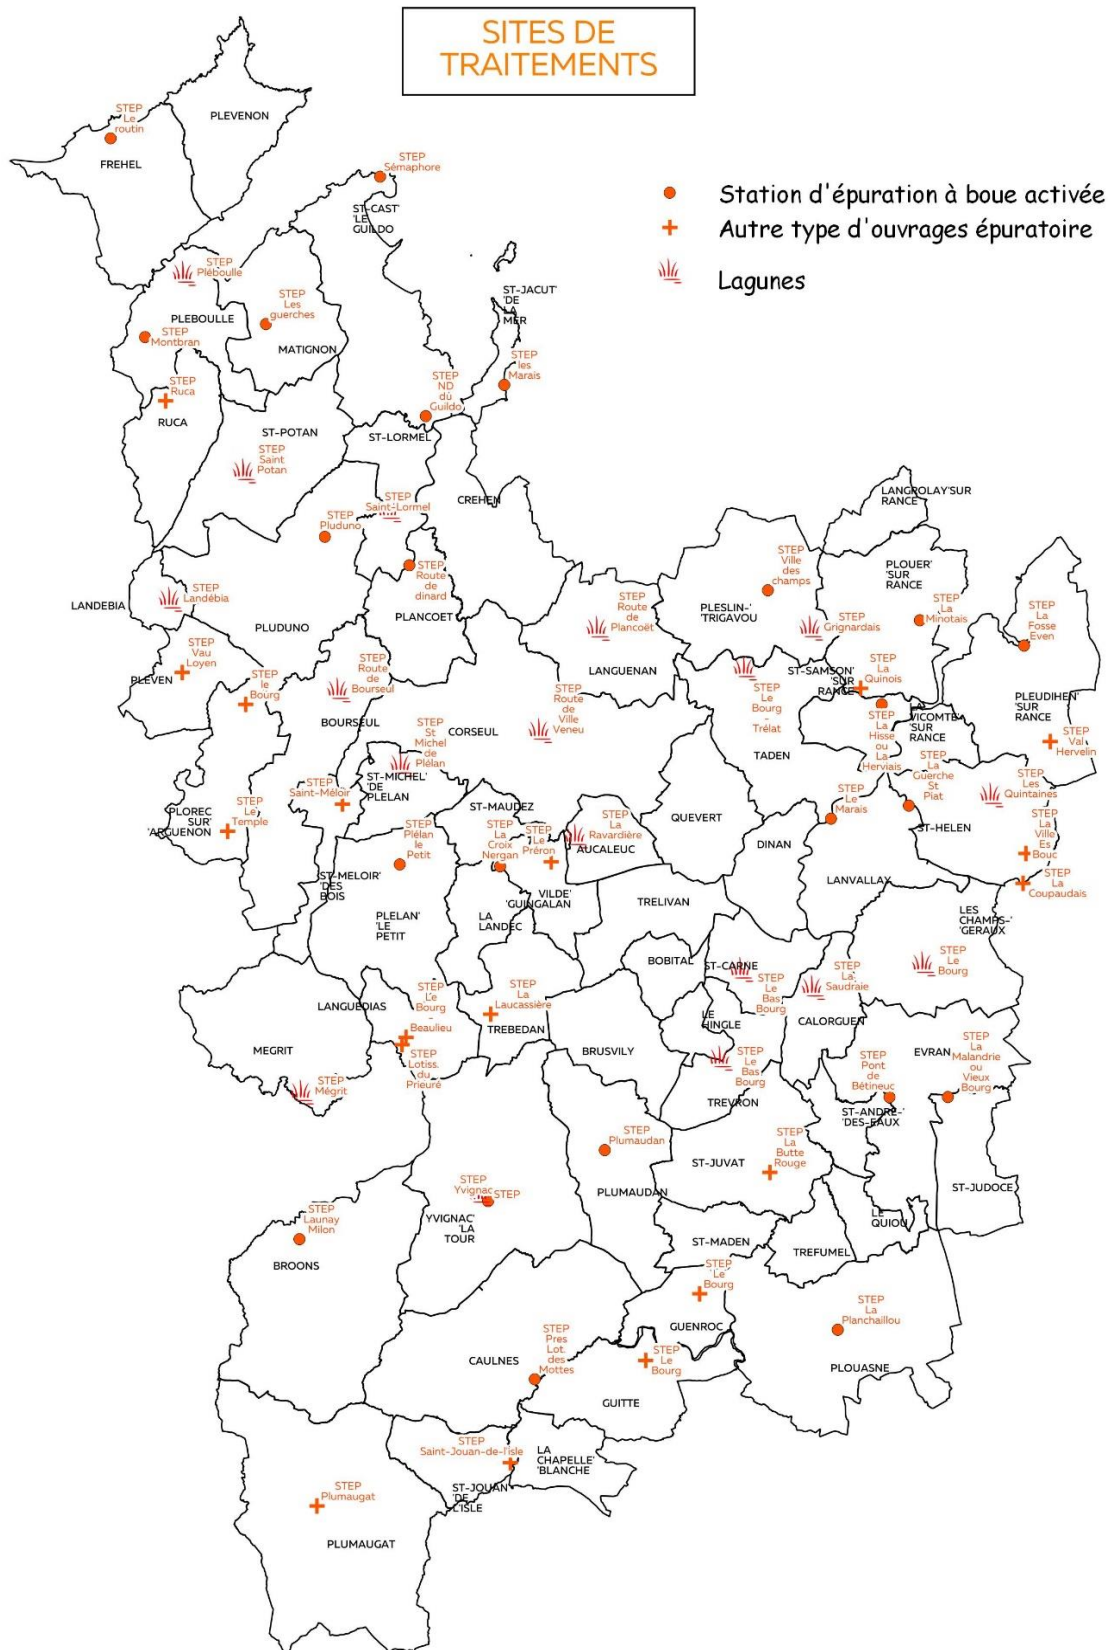 SITES DE
TRAITEMENTS
Station d'épuration à boue activée
Autre type d'ouvrages épuratoire
Lagunes
PLEVENON
STEP
Le
routin
FREHEL
STEP
Sémaphore
ST-CAST'
'LE
GUILDO
STEP
Pléboulle
PLEBOULLE
STEP
Les
guerches
MATIGNON
STEP
Montbran
ST-JACUT'
'DE
LA
MER
STEP
les
Marais
STEP
ND
du
Guildo
STEP
Ruca
RUCA
ST-POTAN
STEP
Saint
Potan
ST-LORMEL
STEP
Saint-Lormel
CREHEN
STEP
Pluduno
STEP
Route
de
dinard
PLANCOET
STEP
Landébia
LANDEBIA
PLUDUNO
LANGROLAY'SUR
RANCE
PLOUER'
'SUR
RANCE
STEP
Ville
des
champs
PLESLIN-'
'TRIGAVOU
STEP
Grignardais
STEP
La
Minotais
STEP
La
Fosse
Even
STEP
Route
de
Plancoët
LANGUENAN
STEP
Vau
Loyen
PLEVEN
STEP
le
Bourg
STEP
Route
de
Bourseul
BOURSEUL
CORSEUL
STEP
Route
de
Ville
Veneu
STEP
Le
Bourg
-
Trélat
TADEN
ST-SAMSON'
'SUR
RANCE
STEP
La
Quinois
STEP
La
Hisse
ou
La
Herviais
LA
VICOMTE'
'SUR
RANCE
PLEUDIHEN'
'SUR
RANCE
STEP
Val
Hervelin
STEP
St
Michel
de
Plélan
ST-MICHEL'
'DE
PLELAN
STEP
Saint-Méloir
PLOREC
SUR'
'ARGUENON
STEP
Le
Temple
STEP
Plélan
le
Petit
ST-MAUDEZ
STEP
La
Croix
Nergan
STEP
Le
Préron
STEP
La
Ravardière
AUCALEUC
QUEVERT
DINAN
STEP
Le
Marais
STEP
La
Guerche
St
Piat
ST-HELEN
STEP
Les
Quintaines
STEP
La
Ville
Es
Bouc
STEP
La
Coupaudais
ST-MELOIR'
'DES
BOIS
PLELAN'
'LE
PETIT
LA
LANDEC
VILDE'
'GUINGALAN
TRELIVAN
LANVALLAY
LES
CHAMPS-'
'GERAUX
STEP
Le
Bourg
BOBITAL
ST-CARNE
STEP
Le
Bas
Bourg
STEP
La
Saudraie
CALORGUEN
LANGUEDIAS
STEP
Le
Bourg
-
Beaulieu
STEP
Lotiss.
du
Prieuré
STEP
La
Laucassière
TREBEDAN
MEGRIT
STEP
Mégrit
BRUSVILY
LE
HINGLE
STEP
Le
Bas
Bourg
TREVRON
EVRAN
STEP
La
Malandrie
ou
Vieux
Bourg
STEP
Pont
de
Bétineuc
ST-ANDRE-'
'DES-EAUX
STEP
Plumaudan
PLUMAUDAN
ST-JUVAT
STEP
La
Butte
Rouge
ST-JUDOCE
STEP
Yvignac
STEP
YVIGNAC'
'LA
TOUR
STEP
Launay
Milon
BROONS
ST-MADEN
TREFUMEL
LE
QUIOU
STEP
Le
Bourg
GUENROC
STEP
La
Planchaillou
PLOUASNE
CAULNES
STEP
Pres
Lot.
des
Mottes
STEP
Le
Bourg
GUITTE
STEP
Saint-Jouan-de-l'isle
LA
CHAPELLE'
'BLANCHE
ST-JOUAN'
'DE
L'ISLE
STEP
Plumaugat
PLUMAUGAT